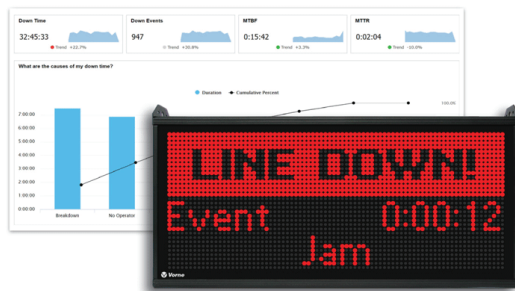 Down Time
32:45:33
Trend +22.7%
Down Events
947
Trend +20.8%
MTBF
0:15:42
Trend +3.3%
MTTR
0:02:04
Trend -10.0%
What are the causes of my down time?
Duration
Cumulative Percent
7:00:00
6:00:00
5:00:00
4:00:00
3:00:00
2:00:00
1:00:00
0:00:00
Breakdown
No Operator
LINE DOWN!
Event 0:00:12
Jam
Vorne